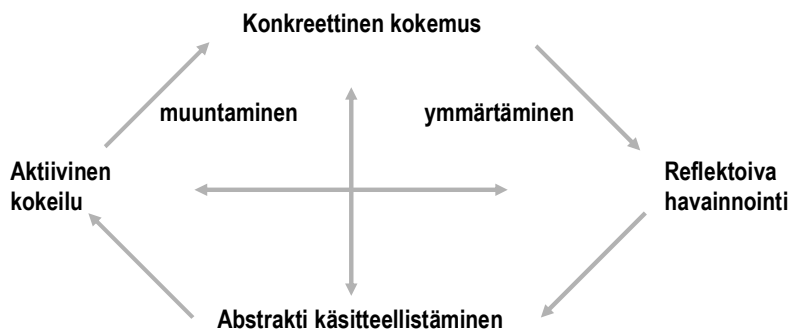 Konkreettinen kokemus
muuntaminen
ymmärtäminen
Aktiivinen
kokeilu
Reflektoiva
havainnointi
Abstrakti käsitteellistäminen